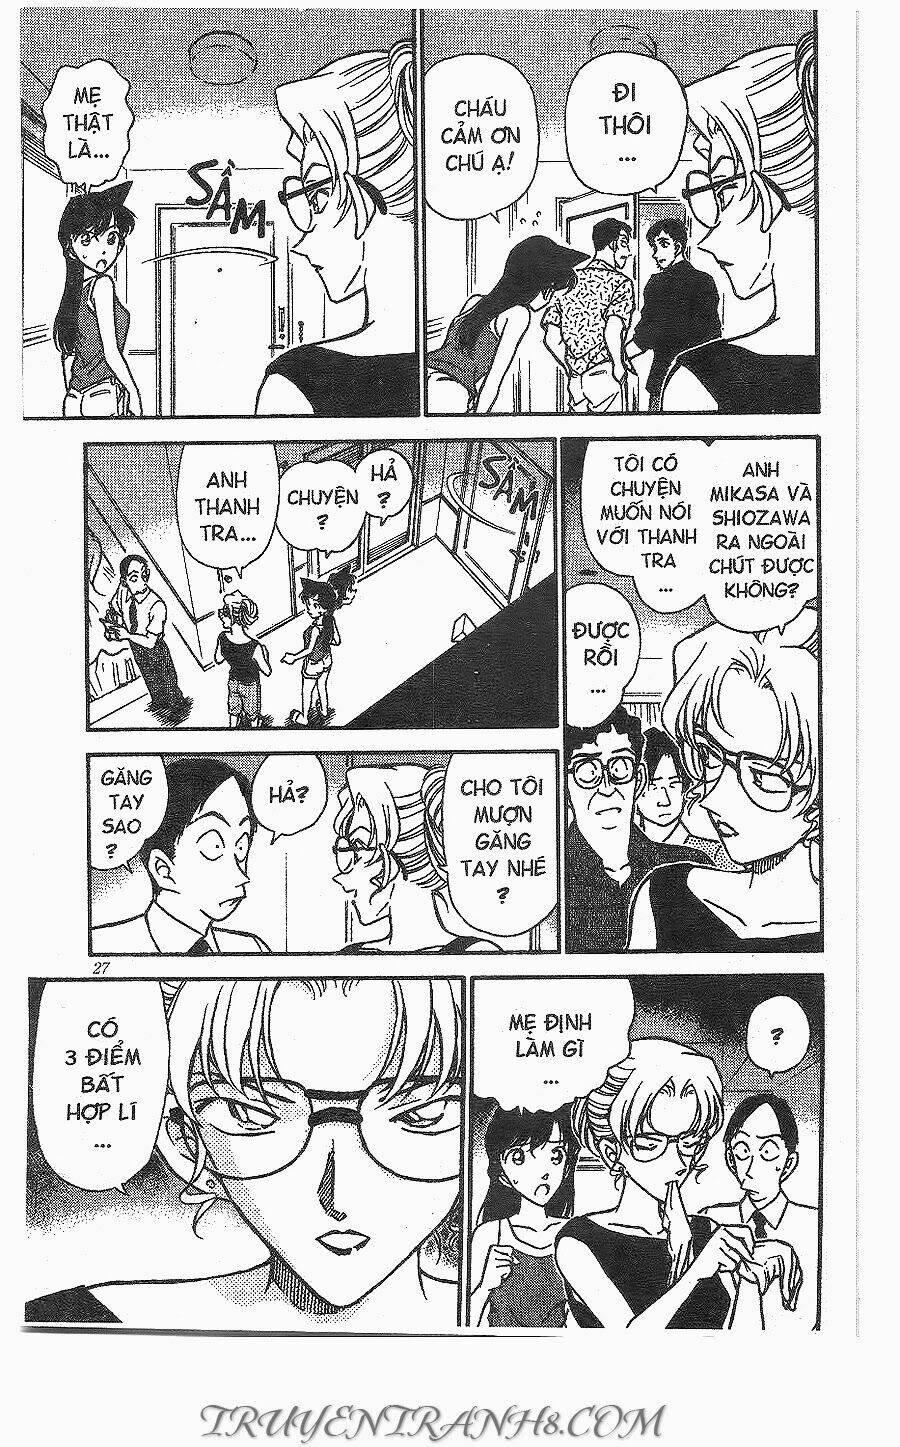 ĐI
THÔI
...
CHÁU
CẢM ƠN
CHÚ Ạ!
SẦM
MẸ
THẬT
LÀ...
ANH
MIKASA VÀ
SHIOZAWA
RA NGOÀI
CHÚT ĐƯỢC
KHÔNG?
TÔI CÓ
CHUYỆN
MUỐN NÓI
VỚI THANH
TRA
...
ĐƯỢC
RỒI
...
SẦM
HẢ
?
CHUYỆN
?
ANH
THANH
TRA...
CHO TÔI
MƯỢN
GĂNG
TAY NHÉ
?
HẢ?
GĂNG
TAY
SAO
?
27
?
MẸ ĐỊNH
LÀM GÌ
...
CÓ
3 ĐIỂM
BẤT
HỢP LÍ
...
TRUYENTRANH8.COM